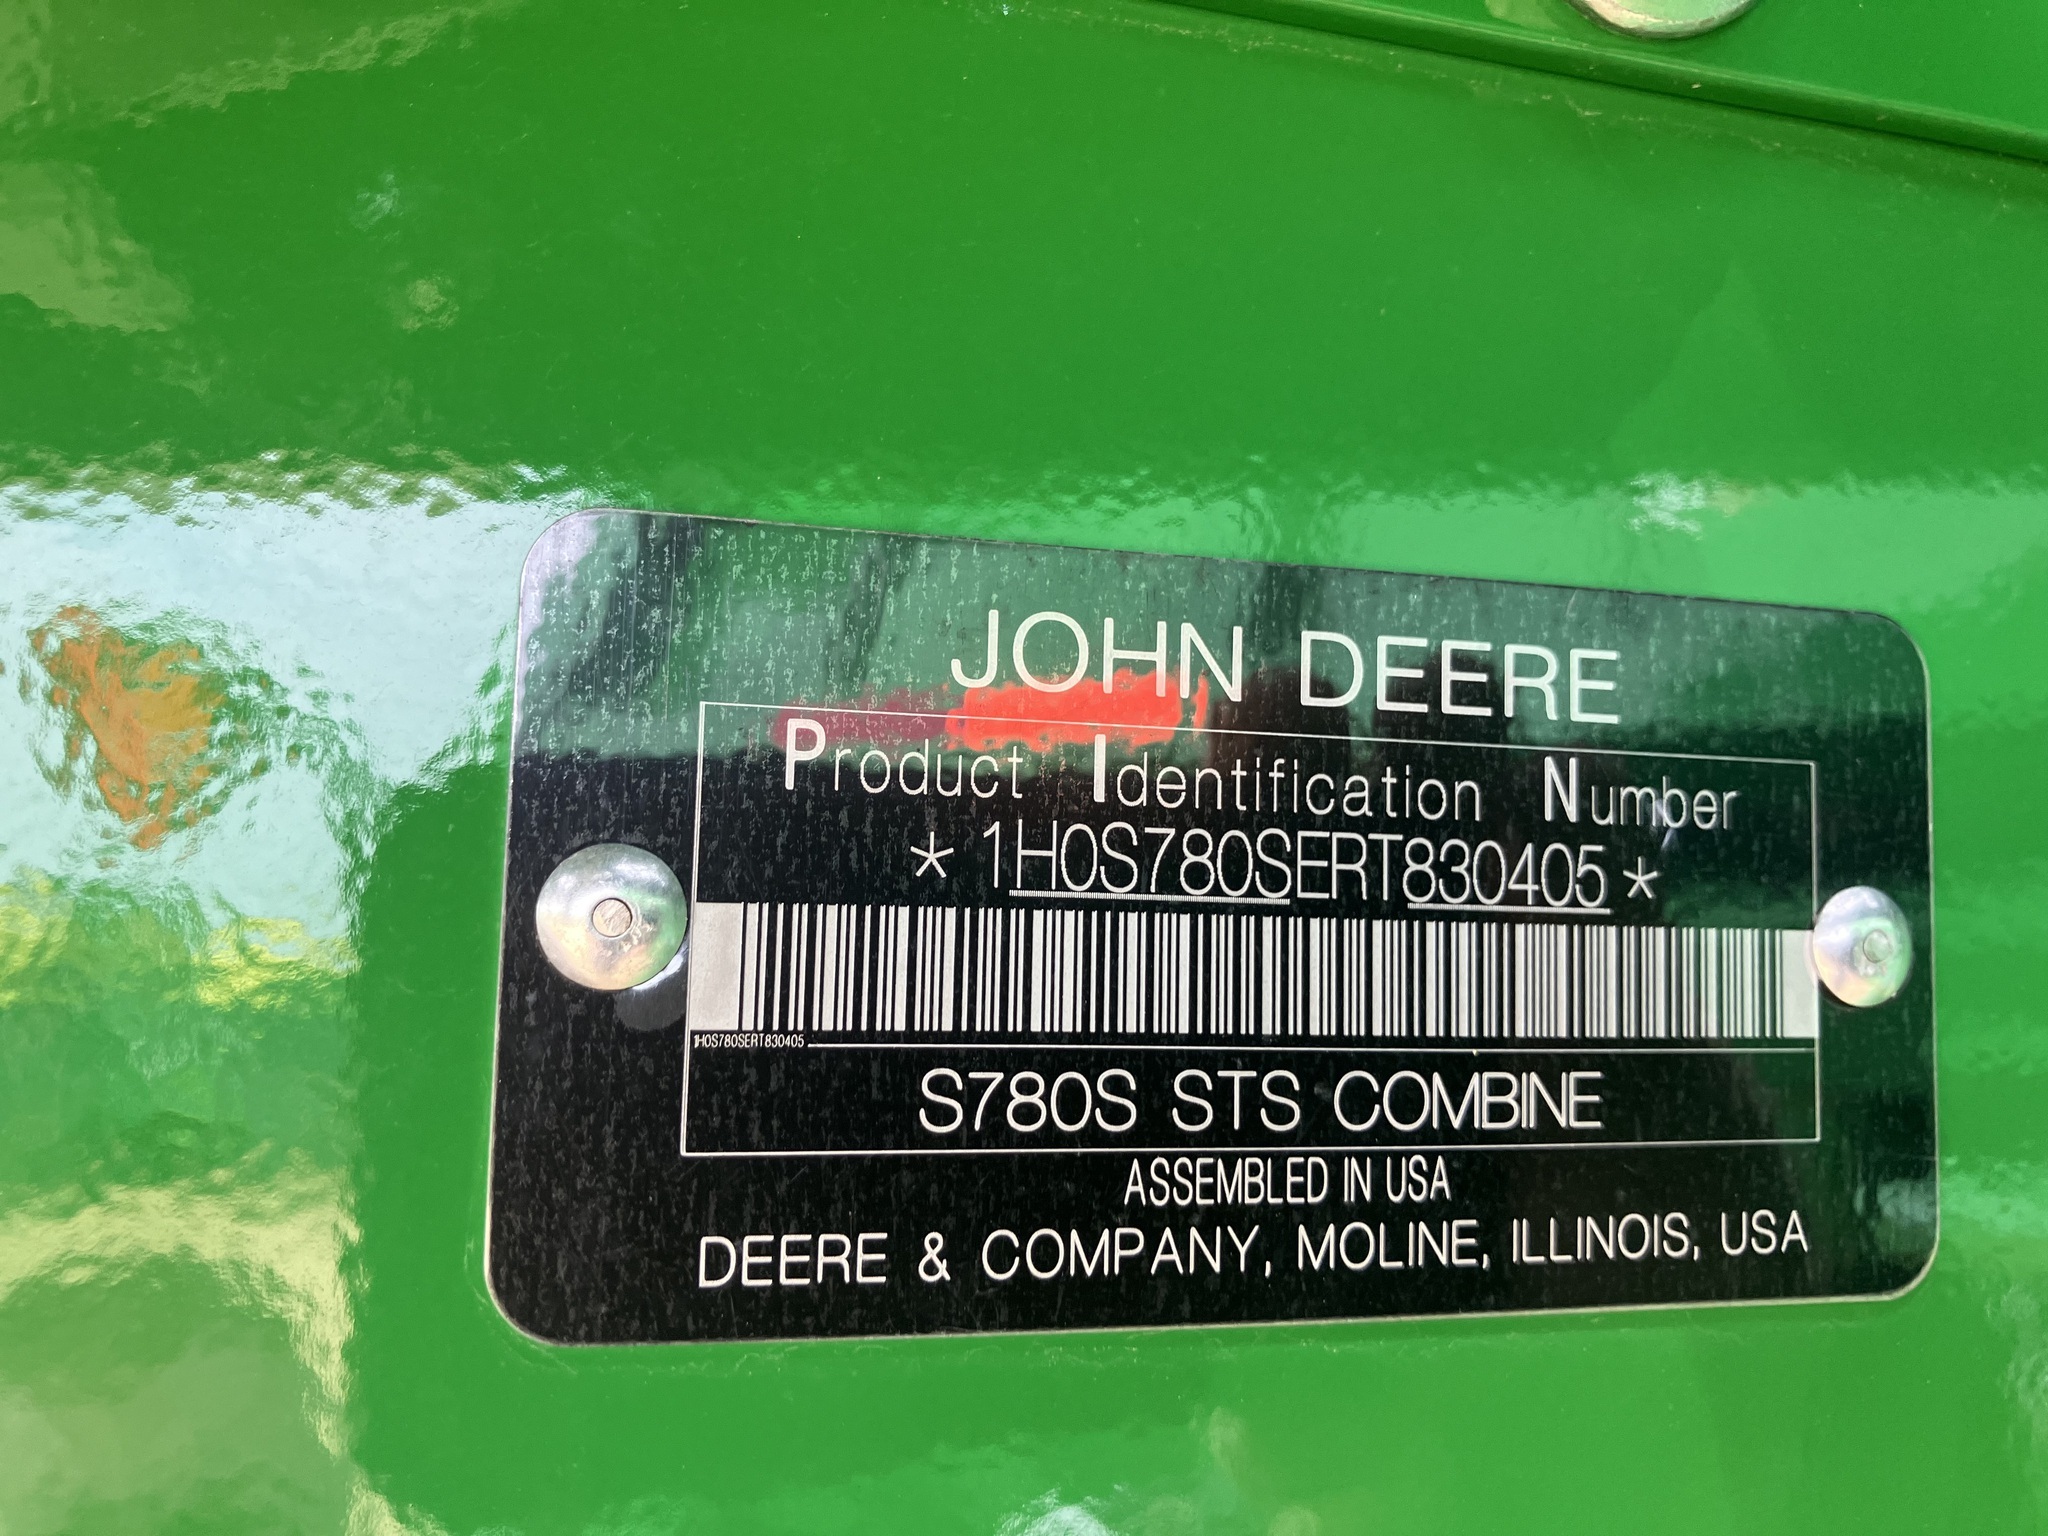 JOHN DEERE
Product Identification Number
*1H0S780SERT830405*
1H0S780SERT830405
S780S STS COMBINE
ASSEMBLED IN USA
DEERE & COMPANY, MOLINE, ILLINOIS, USA